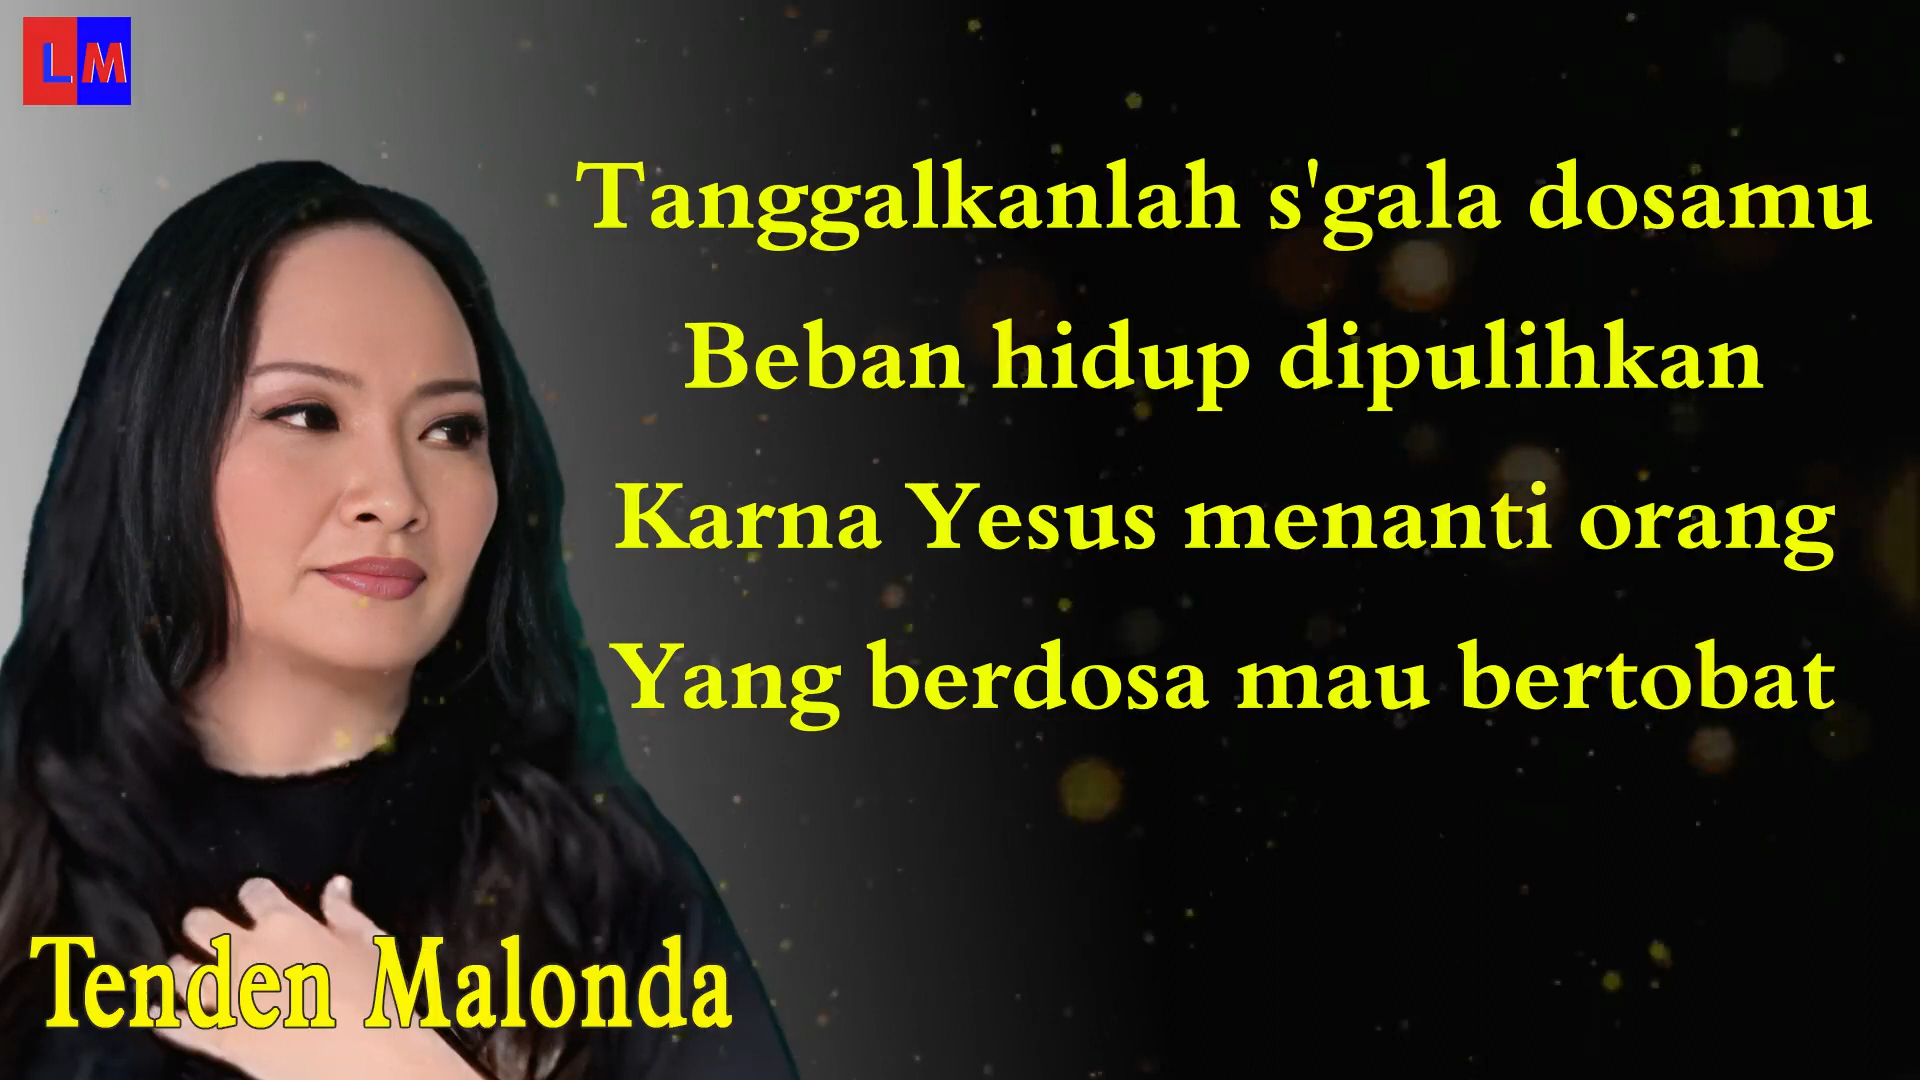 LM
Tanggalkanlah s'gala dosamu
Beban hidup dipulihkan
Karna Yesus menanti orang
Yang berdosa mau bertobat
Tenden Malonda